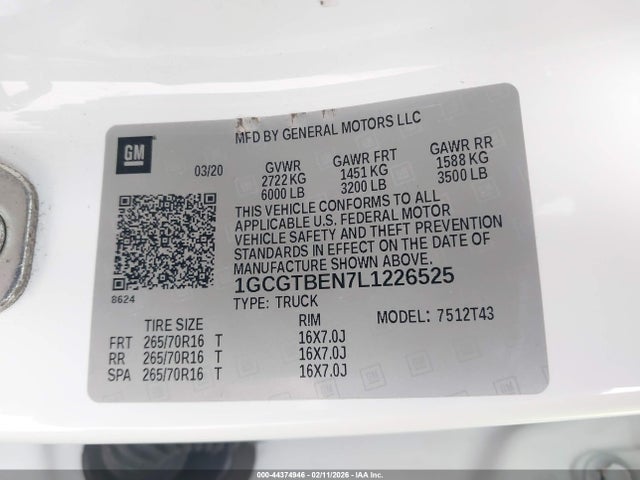 MFD BY GENERAL MOTORS LLC
GM
03/20
GVWR GAWR FRT GAWR RR
2722 KG 1451 KG 1588 KG
6000 LB 3200 LB 3500 LB
THIS VEHICLE CONFORMS TO ALL
APPLICABLE U.S. FEDERAL MOTOR
VEHICLE SAFETY AND THEFT PREVENTION
STANDARDS IN EFFECT ON THE DATE OF
MANUFACTURE SHOWN ABOVE.
1GCGTBEN7L1226525
8624
TYPE: TRUCK
MODEL: 7512T43
TIRE SIZE RIM
FRT 265/70R16 T 16X7.0J
RR 265/70R16 T 16X7.0J
SPA 265/70R16 T 16X7.0J
000-44374946 - 02/11/2026 - IAAI.COM